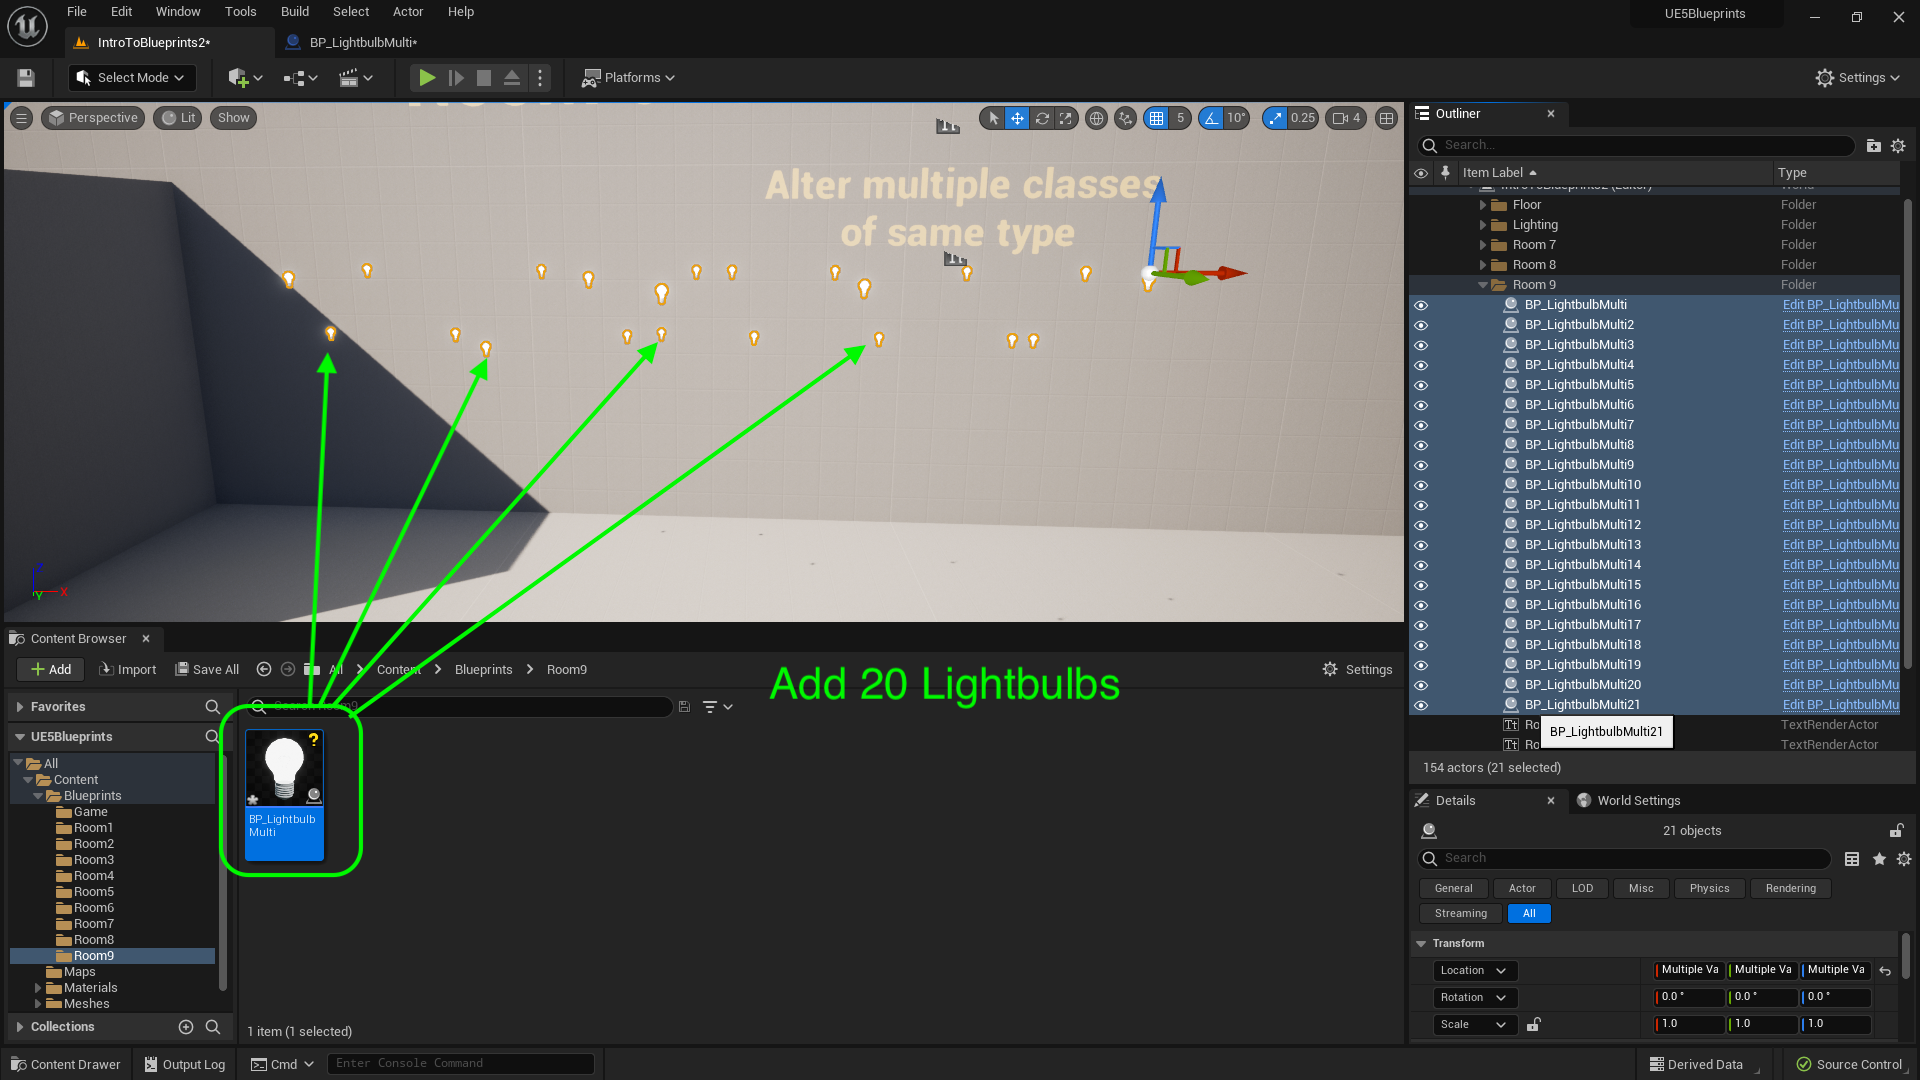 File Edit Window Tools Build Select Actor Help
UE5Blueprints
IntroToBlueprints2*
BP_LightbulbMulti*
Select Mode
Platforms
Settings
Perspective
Lit
Show
5
10°
0.25
4
Alter multiple classes
of same type
Outliner
Search...
Item Label
Type
IntroToBlueprints2 (Editor)
World
Floor Folder
Lighting Folder
Room 7 Folder
Room 8 Folder
Room 9 Folder
BP_LightbulbMulti Edit BP_LightbulbMu
BP_LightbulbMulti2 Edit BP_LightbulbMu
BP_LightbulbMulti3 Edit BP_LightbulbMu
BP_LightbulbMulti4 Edit BP_LightbulbMu
BP_LightbulbMulti5 Edit BP_LightbulbMu
BP_LightbulbMulti6 Edit BP_LightbulbMu
BP_LightbulbMulti7 Edit BP_LightbulbMu
BP_LightbulbMulti8 Edit BP_LightbulbMu
BP_LightbulbMulti9 Edit BP_LightbulbMu
BP_LightbulbMulti10 Edit BP_LightbulbMu
BP_LightbulbMulti11 Edit BP_LightbulbMu
BP_LightbulbMulti12 Edit BP_LightbulbMu
BP_LightbulbMulti13 Edit BP_LightbulbMu
BP_LightbulbMulti14 Edit BP_LightbulbMu
BP_LightbulbMulti15 Edit BP_LightbulbMu
BP_LightbulbMulti16 Edit BP_LightbulbMu
BP_LightbulbMulti17 Edit BP_LightbulbMu
BP_LightbulbMulti18 Edit BP_LightbulbMu
BP_LightbulbMulti19 Edit BP_LightbulbMu
BP_LightbulbMulti20 Edit BP_LightbulbMu
BP_LightbulbMulti21 Edit BP_LightbulbMu
Tt Ro TextRenderActor
Tt Ro TextRenderActor
BP_LightbulbMulti21
154 actors (21 selected)
Z
Y X
Content Browser
Add
Import
Save All
All
Content
Blueprints
Room9
Settings
Add 20 Lightbulbs
Favorites
Search Room9
UE5Blueprints
All
Content
Blueprints
Game
Room1
Room2
Room3
Room4
Room5
Room6
Room7
Room8
Room9
Maps
Materials
Meshes
Collections
?
BP_Lightbulb
Multi
1 item (1 selected)
Details
World Settings
21 objects
Search
General Actor LOD Misc Physics Rendering
Streaming All
Transform
Location Multiple Va Multiple Va Multiple Va
Rotation 0.0 ° 0.0 ° 0.0 °
Scale 1.0 1.0 1.0
Content Drawer
Output Log
Cmd
Enter Console Command
Derived Data
Source Control